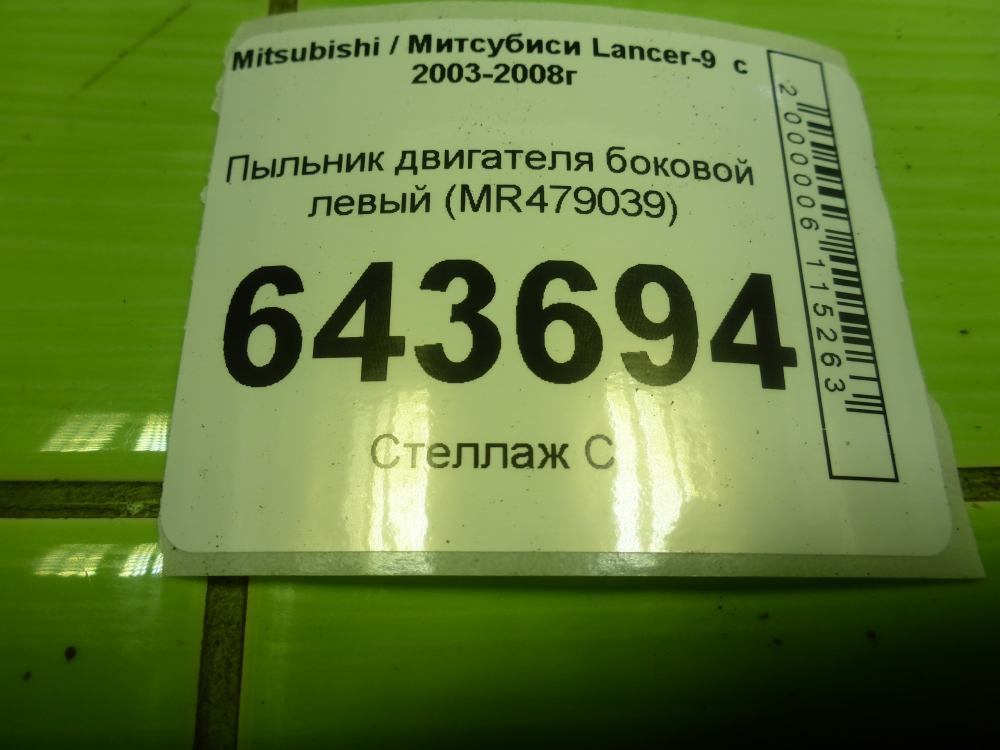 Mitsubishi / Митсубиси Lancer-9 с
2003-2008г
Пыльник двигателя боковой
левый (MR479039)
643694
Стеллаж С
2000006115263